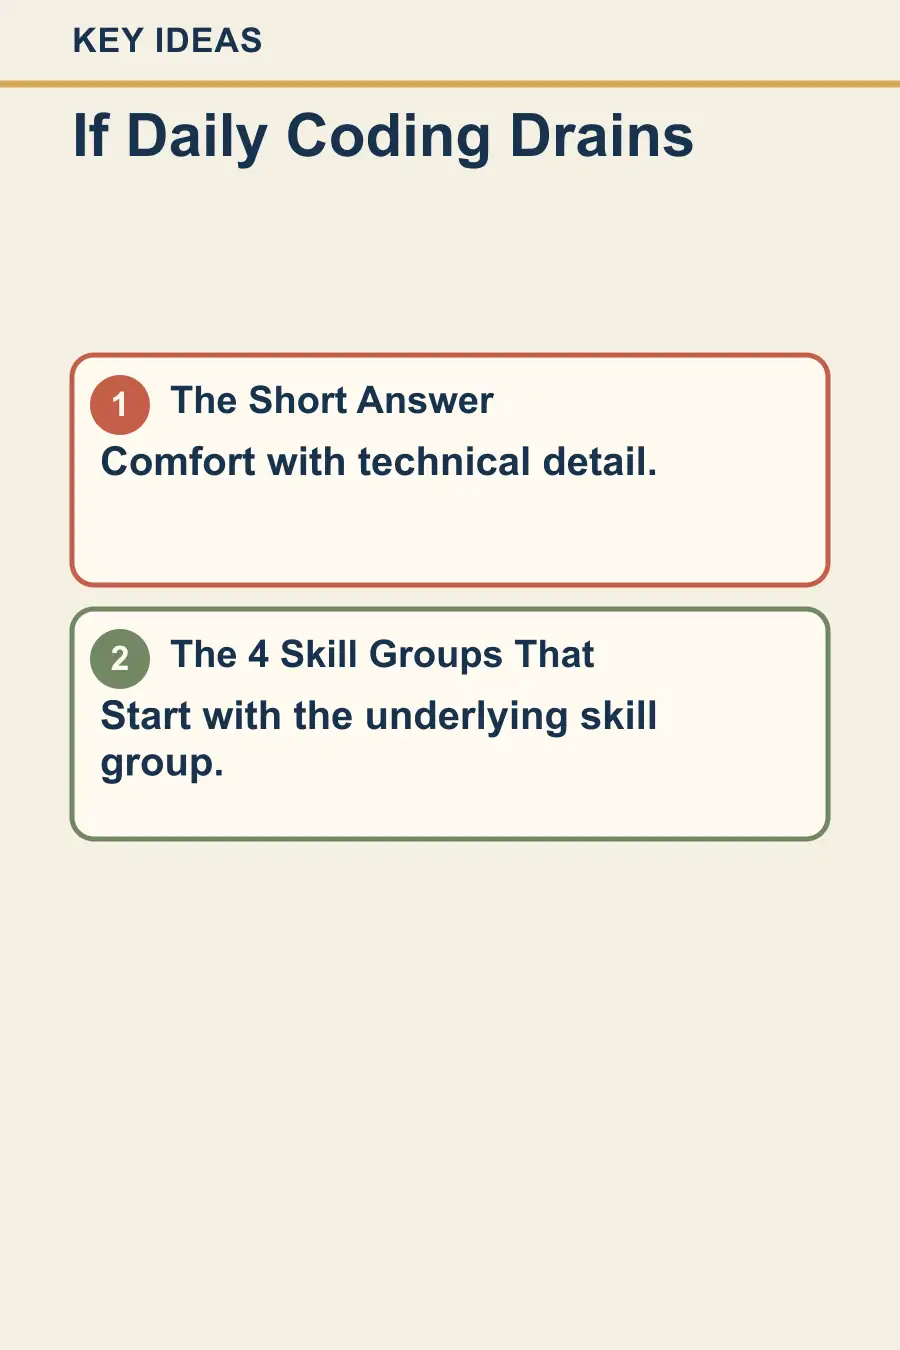 KEY IDEAS
If Daily Coding Drains
1 The Short Answer
Comfort with technical detail.
2 The 4 Skill Groups That
Start with the underlying skill
group.